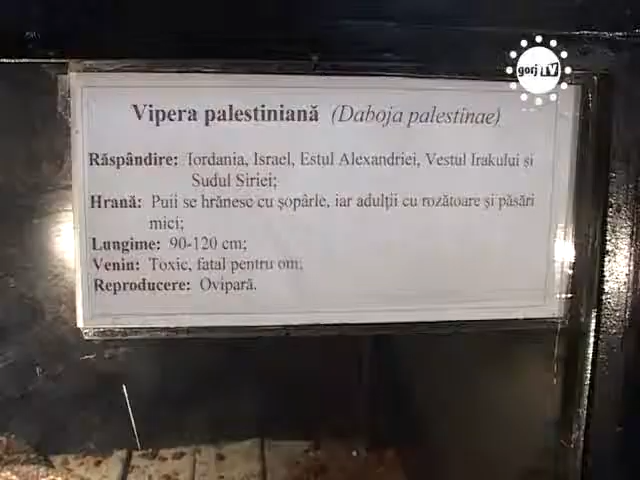 gorj TV
Vipera palestiniană (Daboja palestinae)
Răspândire: Iordania, Israel, Estul Alexandriei, Vestul Irakului și
Sudul Siriei;
Hrană: Puii se hrănesc cu șopârle, iar adulții cu rozătoare și păsări
mici;
Lungime: 90-120 cm;
Venin: Toxic, fatal pentru om;
Reproducere: Ovipară.